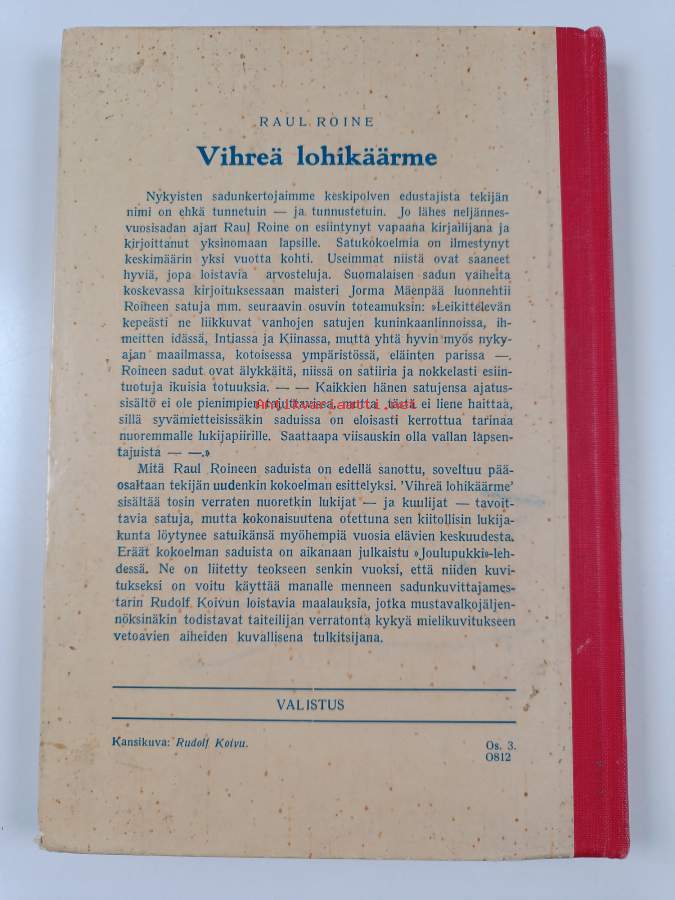 RAUL ROINE
Vihreä lohikäärme
Nykyisten sadunkertojaimme keskipolven edustajista tekijän
nimi on ehkä tunnetuin — ja tunnustetuin. Jo lähes neljännes-
vuosisadan ajan Raul Roine on esiintynyt vapaana kirjailijana ja
kirjoittanut yksinomaan lapsille. Satukokoelmia on ilmestynyt
keskimäärin yksi vuotta kohti. Useimmat niistä ovat saaneet
hyviä, jopa loistavia arvosteluja. Suomalaisen sadun vaiheita
koskevassa kirjoituksessaan maisteri Jorma Mäenpää luonnehtii
Roineen satuja mm. seuraavin osuvin toteamuksin: »Leikittelevän
kepeästi ne liikkuvat vanhojen satujen kuninkaanlinnoissa, ih-
meitten idässä, Intiassa ja Kiinassa, mutta yhtä hyvin myös nyky-
ajan maailmassa, kotoisessa ympäristössä, eläinten parissa —.
Roineen sadut ovat älykkäitä, niissä on satiiria ja nokkelasti esiin-
tuotuja ikuisia totuuksia. — — Kaikkien hänen satujensa ajatus-
sisältö ei ole pienimpien tajuttavissa, mutta tästä ei liene haittaa,
Antikvariaatti.net
sillä syvämietteisissäkin saduissa on eloisasti kerrottua tarinaa
nuoremmalle lukijapiirille. Saattaapa viisauskin olla vallan lapsen-
tajuista — —.»
Mitä Raul Roineen saduista on edellä sanottu, soveltuu pää-
osaltaan tekijän uudenkin kokoelman esittelyksi. 'Vihreä lohikäärme'
sisältää tosin verraten nuoretkin lukijat — ja kuulijat — tavoit-
tavia satuja, mutta kokonaisuutena otettuna sen kiitollisin lukija-
kunta löytynee satuikänsä myöhempiä vuosia elävien keskuudesta.
Eräät kokoelman saduista on aikanaan julkaistu »Joulupukki»-leh-
dessä. Ne on liitetty teokseen senkin vuoksi, että niiden kuvi-
tukseksi on voitu käyttää manalle menneen sadunkuvittajames-
tarin Rudolf Koivun loistavia maalauksia, jotka mustavalkojäljen-
nöksinäkin todistavat taiteilijan verratonta kykyä mielikuvitukseen
vetoavien aiheiden kuvallisena tulkitsijana.
VALISTUS
Kansikuva: Rudolf Koivu.
Os. 3.
O812